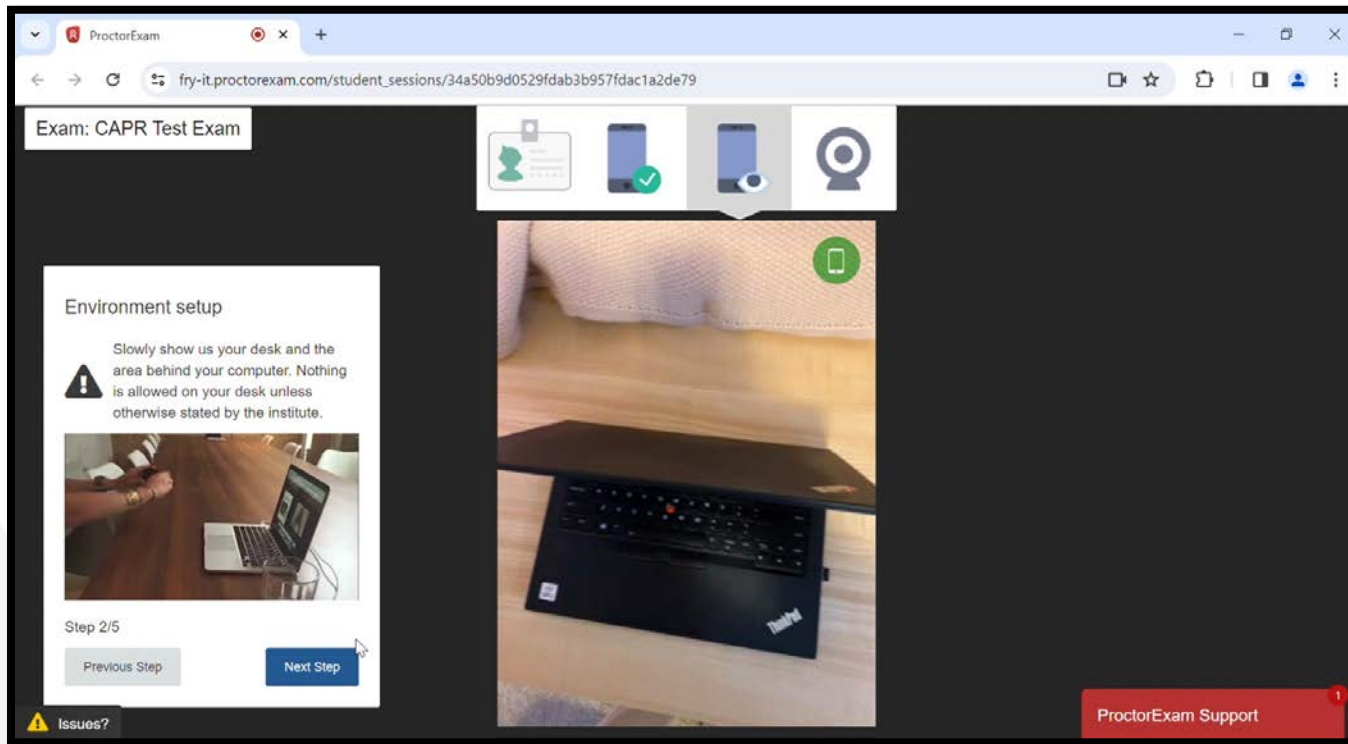 ProctorExam
fry-it.proctorexam.com/student_sessions/34a50b9d0529fdab3b957fdac1a2de79
Exam: CAPR Test Exam
Environment setup
Slowly show us your desk and the
area behind your computer. Nothing
is allowed on your desk unless
otherwise stated by the institute.
Step 2/5
Previous Step
Next Step
Issues?
ThinkPad
ProctorExam Support
1